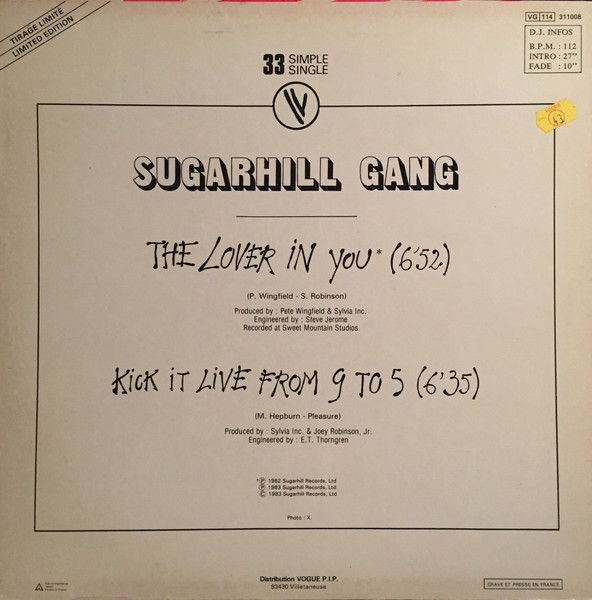 TIRAGE LIMITE
LIMITED EDITION
33 SIMPLE
SINGLE
VG 114 311008
D.J. INFOS
B.P.M. : 112
INTRO : 27"
FADE : 10"
SUGARHILL GANG
THE LOVER IN YOU* (6'52)
(P. Wingfield - S. Robinson)
Produced by : Pete Wingfield & Sylvia Inc.
Engineered by : Steve Jerome
Recorded at Sweet Mountain Studios
KICK IT LIVE FROM 9 TO 5 (6'35)
(M. Hepburn - Pleasure)
Produced by : Sylvia Inc. & Joey Robinson, Jr.
Engineered by : E.T. Thorngren
*Ⓟ 1982 Sugarhill Records, Ltd
Ⓟ 1983 Sugarhill Records, Ltd
© 1983 Sugarhill Records, Ltd
Photo : X.
Distribution VOGUE P.I.P.
93430 Villetaneuse
GRAVE ET PRESSE EN FRANCE